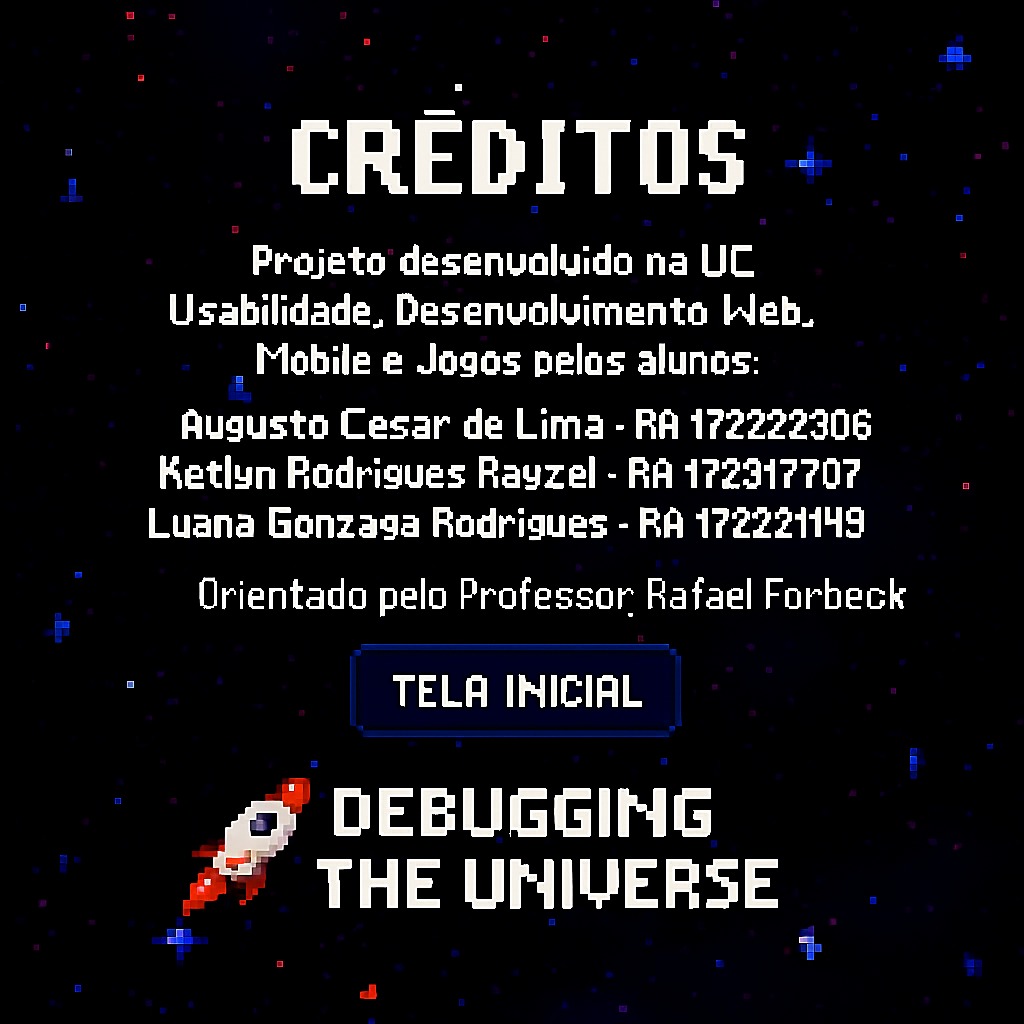 CRĒDITOS
Projeto desenvolvido na UC
Usabilidade, Desenvolvimento Web,
Mobile e Jogos pelos alunos:
Augusto Cesar de Lima - RA 172222306
Ketlyn Rodrigues Rayzel - RA 172317707
Luana Gonzaga Rodrigues - RA 172221149
Orientado pelo Professor Rafael Forbeck
TELA INICIAL
DEBUGGING
THE UNIVERSE